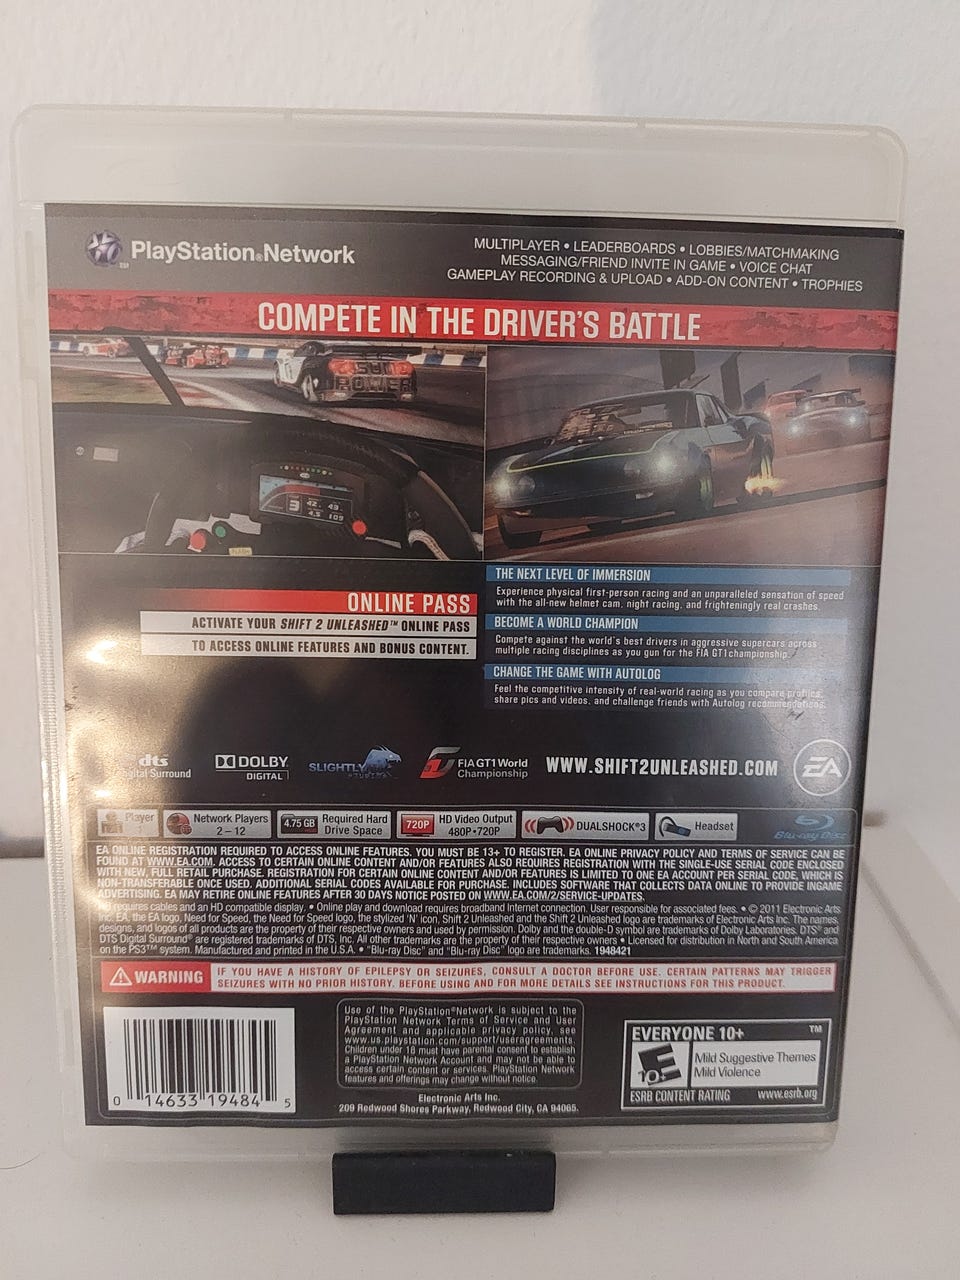 PlayStation®Network
MULTIPLAYER • LEADERBOARDS • LOBBIES/MATCHMAKING
MESSAGING/FRIEND INVITE IN GAME • VOICE CHAT
GAMEPLAY RECORDING & UPLOAD • ADD-ON CONTENT • TROPHIES
COMPETE IN THE DRIVER'S BATTLE
POWER
THE NEXT LEVEL OF IMMERSION
Experience physical first-person racing and an unparalleled sensation of speed
with the all-new helmet cam, night racing, and frighteningly real crashes.
ONLINE PASS
ACTIVATE YOUR SHIFT 2 UNLEASHED™ ONLINE PASS
TO ACCESS ONLINE FEATURES AND BONUS CONTENT.
BECOME A WORLD CHAMPION
Compete against the world's best drivers in aggressive supercars across
multiple racing disciplines as you gun for the FIA GT1 championship.
CHANGE THE GAME WITH AUTOLOG
Feel the competitive intensity of real-world racing as you compare profiles,
share pics and videos, and challenge friends with Autolog recommendations.
dts
Digital Surround
DOLBY
DIGITAL
SLIGHTLY
STUDIOS
FIA GT1 World
Championship
WWW.SHIFT2UNLEASHED.COM
EA
Player
1
Network Players
2 – 12
4.75 GB
Required Hard
Drive Space
720P
HD Video Output
480P•720P
DUALSHOCK®3
Headset
Blu-ray Disc
EA ONLINE REGISTRATION REQUIRED TO ACCESS ONLINE FEATURES. YOU MUST BE 13+ TO REGISTER. EA ONLINE PRIVACY POLICY AND TERMS OF SERVICE CAN BE
FOUND AT WWW.EA.COM. ACCESS TO CERTAIN ONLINE CONTENT AND/OR FEATURES ALSO REQUIRES REGISTRATION WITH THE SINGLE-USE SERIAL CODE ENCLOSED
WITH NEW, FULL RETAIL PURCHASE. REGISTRATION FOR CERTAIN ONLINE CONTENT AND/OR FEATURES IS LIMITED TO ONE EA ACCOUNT PER SERIAL CODE, WHICH IS
NON-TRANSFERABLE ONCE USED. ADDITIONAL SERIAL CODES AVAILABLE FOR PURCHASE. INCLUDES SOFTWARE THAT COLLECTS DATA ONLINE TO PROVIDE INGAME
ADVERTISING. EA MAY RETIRE ONLINE FEATURES AFTER 30 DAYS NOTICE POSTED ON WWW.EA.COM/2/SERVICE-UPDATES.
requires cables and an HD compatible display. • Online play and download requires broadband Internet connection. User responsible for associated fees. • © 2011 Electronic Arts
Inc. EA, the EA logo, Need for Speed, the Need for Speed logo, the stylized 'N' icon, Shift 2 Unleashed and the Shift 2 Unleashed logo are trademarks of Electronic Arts Inc. The names,
designs, and logos of all products are the property of their respective owners and used by permission. Dolby and the double-D symbol are trademarks of Dolby Laboratories. DTS® and
DTS Digital Surround® are registered trademarks of DTS, Inc. All other trademarks are the property of their respective owners • Licensed for distribution in North and South America
on the PS3™ system. Manufactured and printed in the U.S.A. • "Blu-ray Disc" and "Blu-ray Disc" logo are trademarks. 1948421
WARNING
IF YOU HAVE A HISTORY OF EPILEPSY OR SEIZURES, CONSULT A DOCTOR BEFORE USE. CERTAIN PATTERNS MAY TRIGGER
SEIZURES WITH NO PRIOR HISTORY. BEFORE USING AND FOR MORE DETAILS SEE INSTRUCTIONS FOR THIS PRODUCT.
0 14633 19484 5
Use of the PlayStation®Network is subject to the
PlayStation Network Terms of Service and User
Agreement and applicable privacy policy, see
www.us.playstation.com/support/useragreements.
Children under 18 must have parental consent to establish
a PlayStation Network Account and may not be able to
access certain content or services. PlayStation Network
features and offerings may change without notice.
Electronic Arts Inc.
209 Redwood Shores Parkway, Redwood City, CA 94065.
EVERYONE 10+
TM
E
10+
Mild Suggestive Themes
Mild Violence
ESRB CONTENT RATING
www.esrb.org